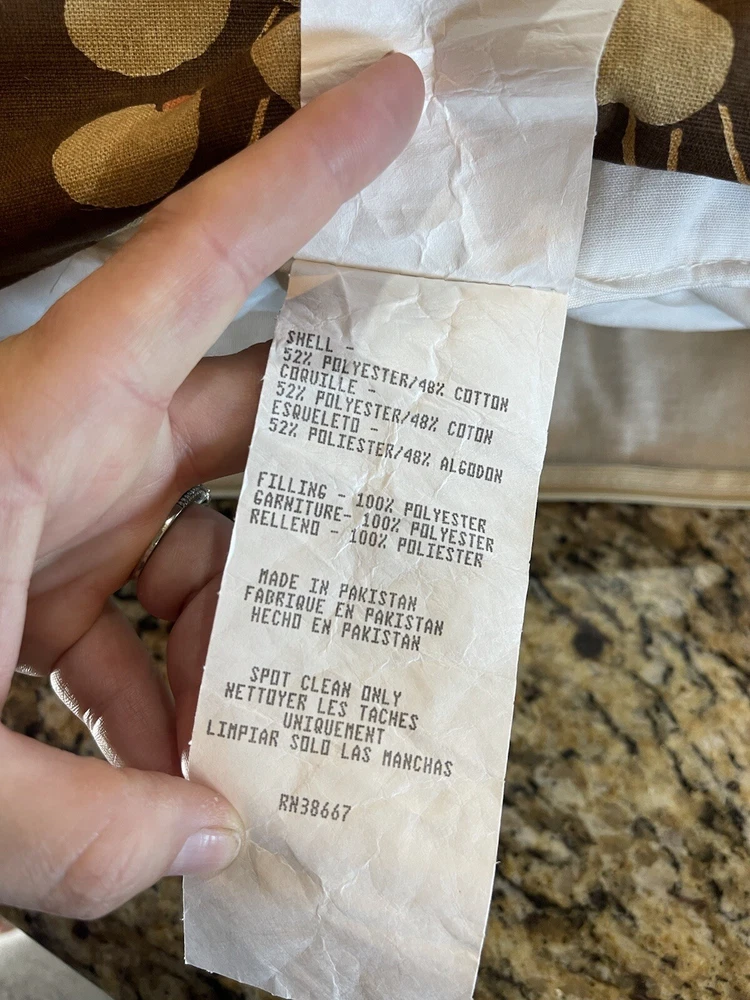 SHELL -
52% POLYESTER/48% COTTON
COQUILLE -
52% POLYESTER/48% COTON
ESQUELETO -
52% POLIESTER/48% ALGODON
FILLING - 100% POLYESTER
GARNITURE- 100% POLYESTER
RELLENO - 100% POLIESTER
MADE IN PAKISTAN
FABRIQUE EN PAKISTAN
HECHO EN PAKISTAN
SPOT CLEAN ONLY
NETTOYER LES TACHES
UNIQUEMENT
LIMPIAR SOLO LAS MANCHAS
RN38667